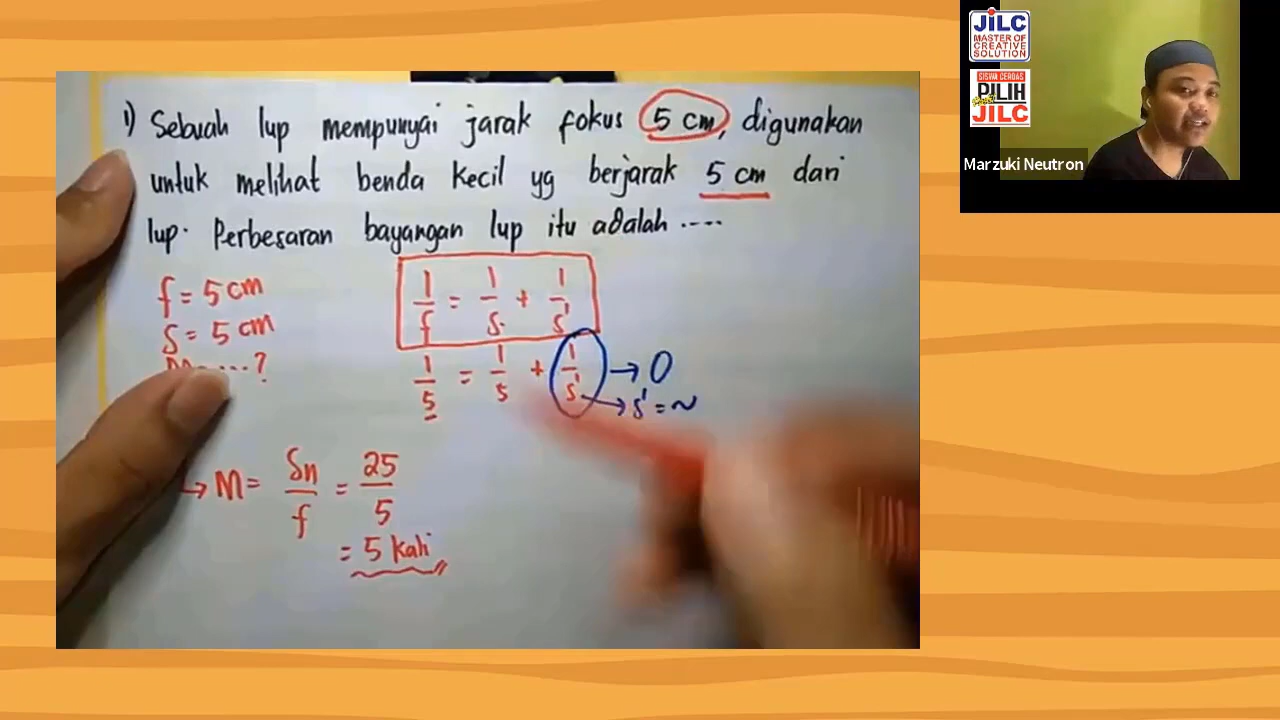 1) Sebuah lup mempunyai jarak fokus 5 cm, digunakan
untuk melihat benda kecil yg berjarak 5 cm dari
lup. Perbesaran bayangan lup itu adalah ....
f = 5 cm
s = 5 cm
...?
1/f = 1/s + 1/s'
1/5 = 1/5 + 1/s' → 0
→ s' = ~
↳ M = Sn/f = 25/5
= 5 kali
JILC
MASTER OF
CREATIVE
SOLUTION
SISWA CERDAS
PILIH
JILC
Marzuki Neutron